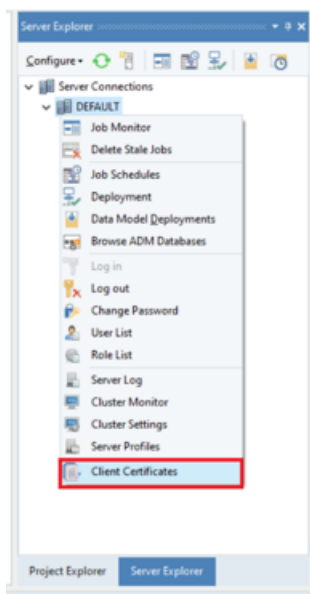 Server Explorer
Configure
Server Connections
DEFAULT
Job Monitor
Delete Stale Jobs
Job Schedules
Deployment
Data Model Deployments
Browse ADM Databases
Log in
Log out
Change Password
User List
Role List
Server Log
Cluster Monitor
Cluster Settings
Server Profiles
Client Certificates
Project Explorer Server Explorer